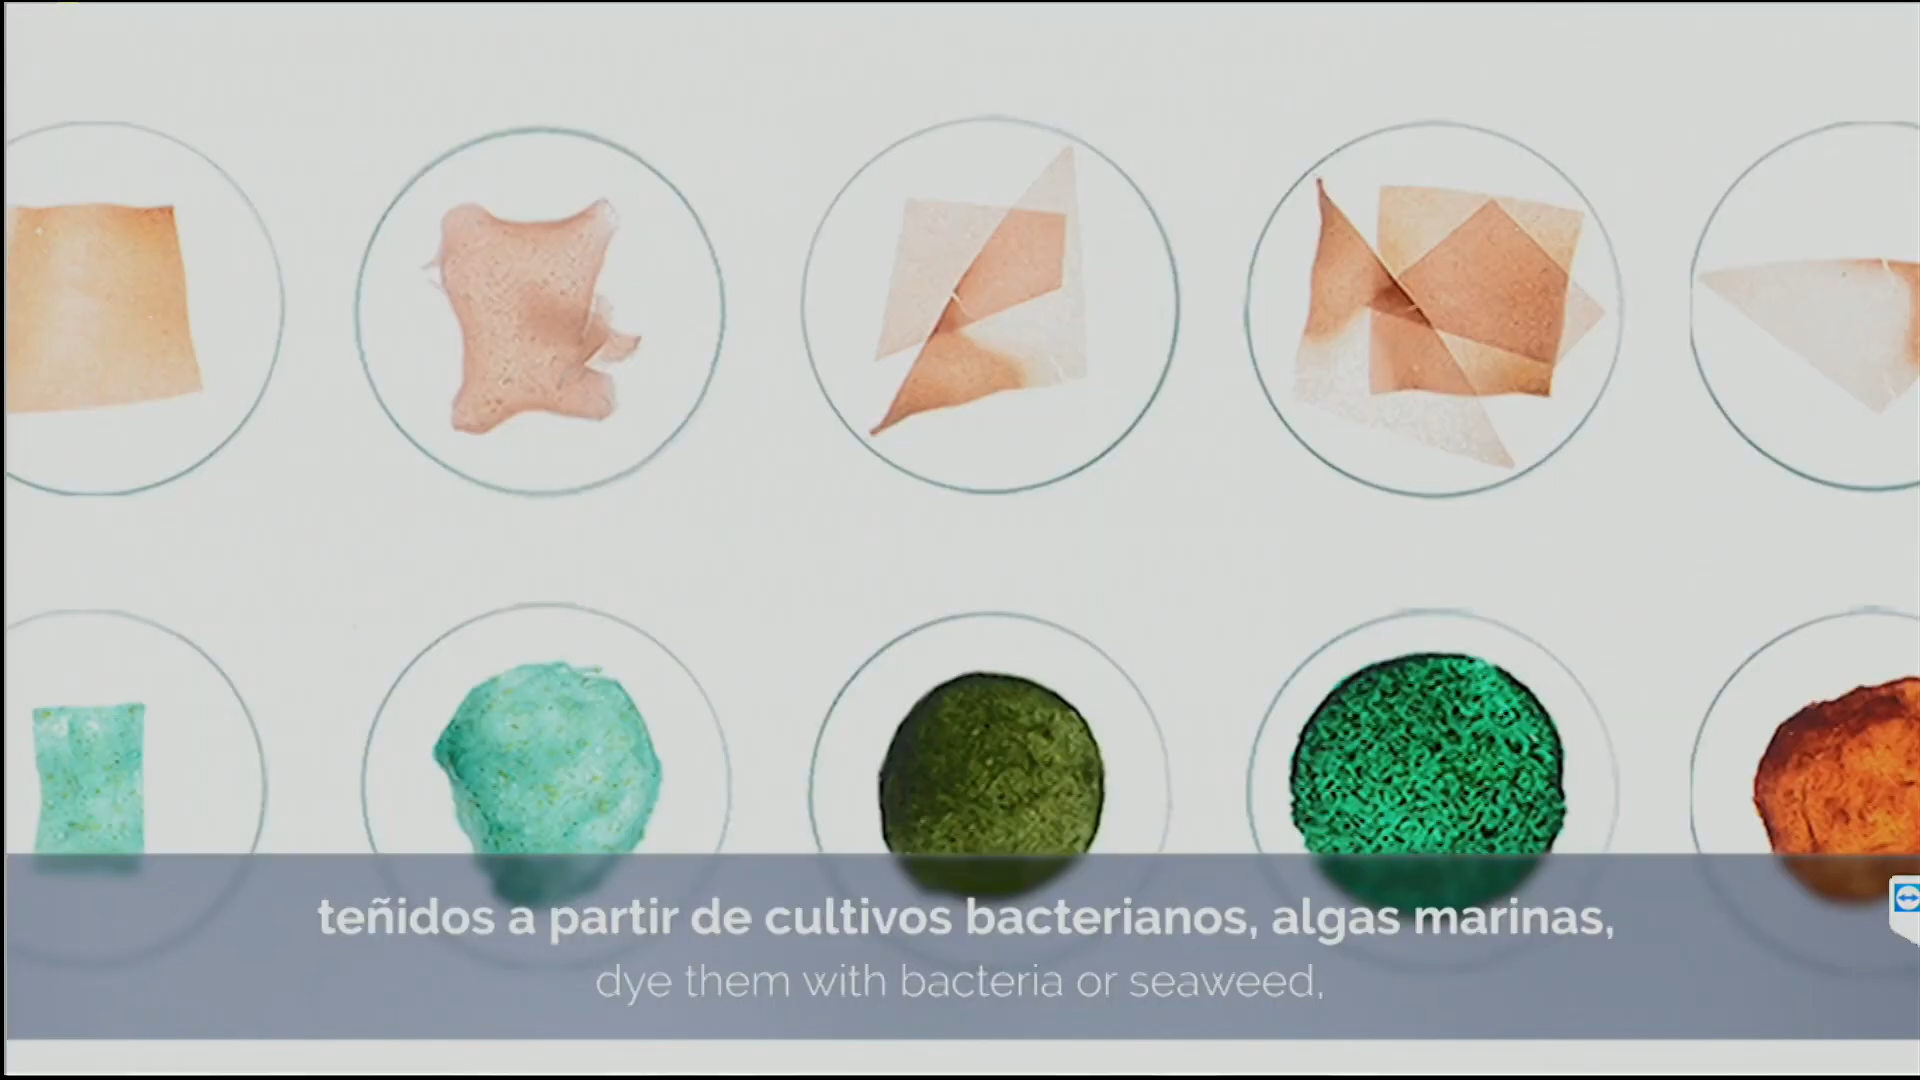 teñidos a partir de cultivos bacterianos, algas marinas,
dye them with bacteria or seaweed,